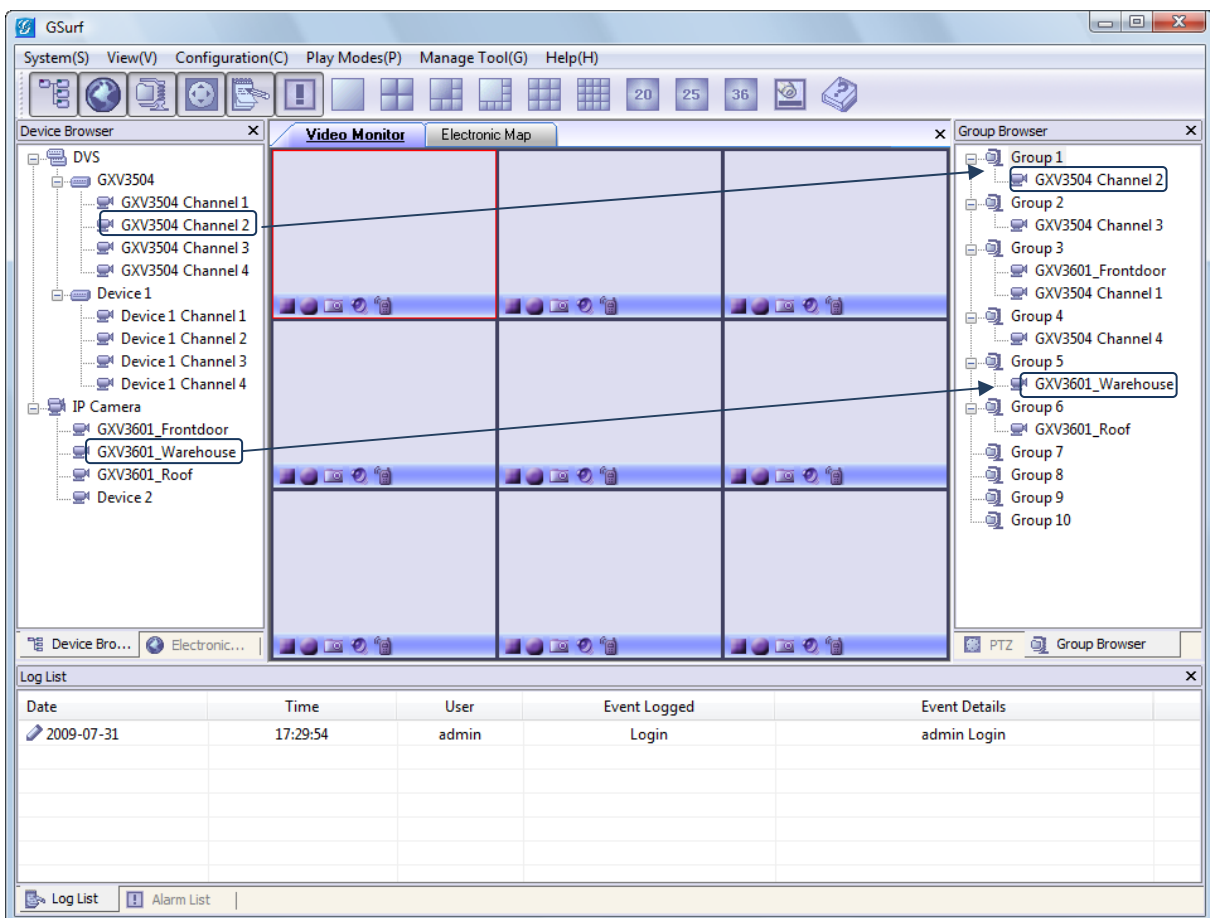 GSurf
System(S) View(V) Configuration(C) Play Modes(P) Manage Tool(G) Help(H)
20 25 36
Device Browser
DVS
GXV3504
GXV3504 Channel 1
GXV3504 Channel 2
GXV3504 Channel 3
GXV3504 Channel 4
Device 1
Device 1 Channel 1
Device 1 Channel 2
Device 1 Channel 3
Device 1 Channel 4
IP Camera
GXV3601_Frontdoor
GXV3601_Warehouse
GXV3601_Roof
Device 2
Device Bro... Electronic...
Video Monitor Electronic Map
Group Browser
Group 1
GXV3504 Channel 2
Group 2
GXV3504 Channel 3
Group 3
GXV3601_Frontdoor
GXV3504 Channel 1
Group 4
GXV3504 Channel 4
Group 5
GXV3601_Warehouse
Group 6
GXV3601_Roof
Group 7
Group 8
Group 9
Group 10
PTZ Group Browser
Log List
Date Time User Event Logged Event Details
2009-07-31 17:29:54 admin Login admin Login
Log List Alarm List